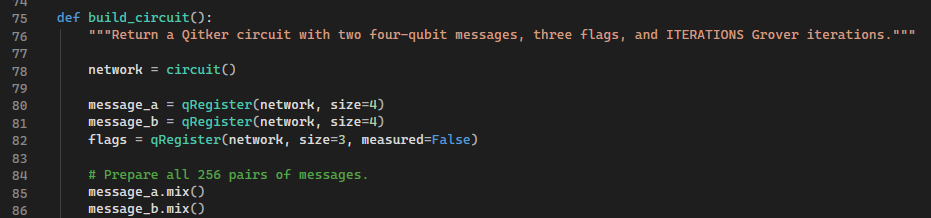 74
75 def build_circuit():
76     """Return a Qitker circuit with two four-qubit messages, three flags, and ITERATIONS Grover iterations."""
77
78     network = circuit()
79
80     message_a = qRegister(network, size=4)
81     message_b = qRegister(network, size=4)
82     flags = qRegister(network, size=3, measured=False)
83
84     # Prepare all 256 pairs of messages.
85     message_a.mix()
86     message_b.mix()